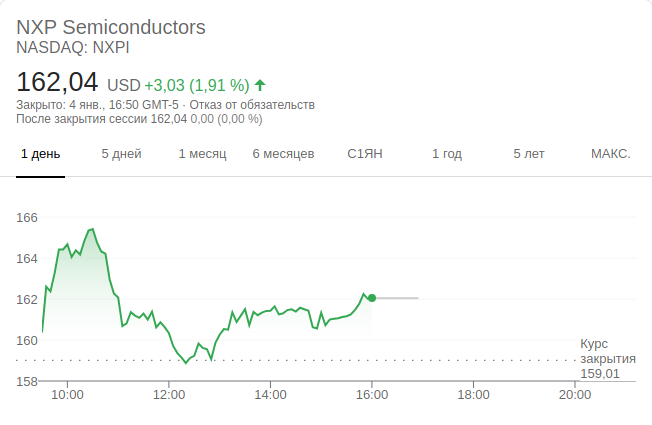 NXP Semiconductors
NASDAQ: NXPI
162,04 USD +3,03 (1,91 %)
Закрыто: 4 янв., 16:50 GMT-5 · Отказ от обязательств
После закрытия сессии 162,04 0,00 (0,00 %)
1 день 5 дней 1 месяц 6 месяцев С1ЯН 1 год 5 лет МАКС.
166
164
162
160
158
Курс
закрытия
159,01
10:00 12:00 14:00 16:00 18:00 20:00